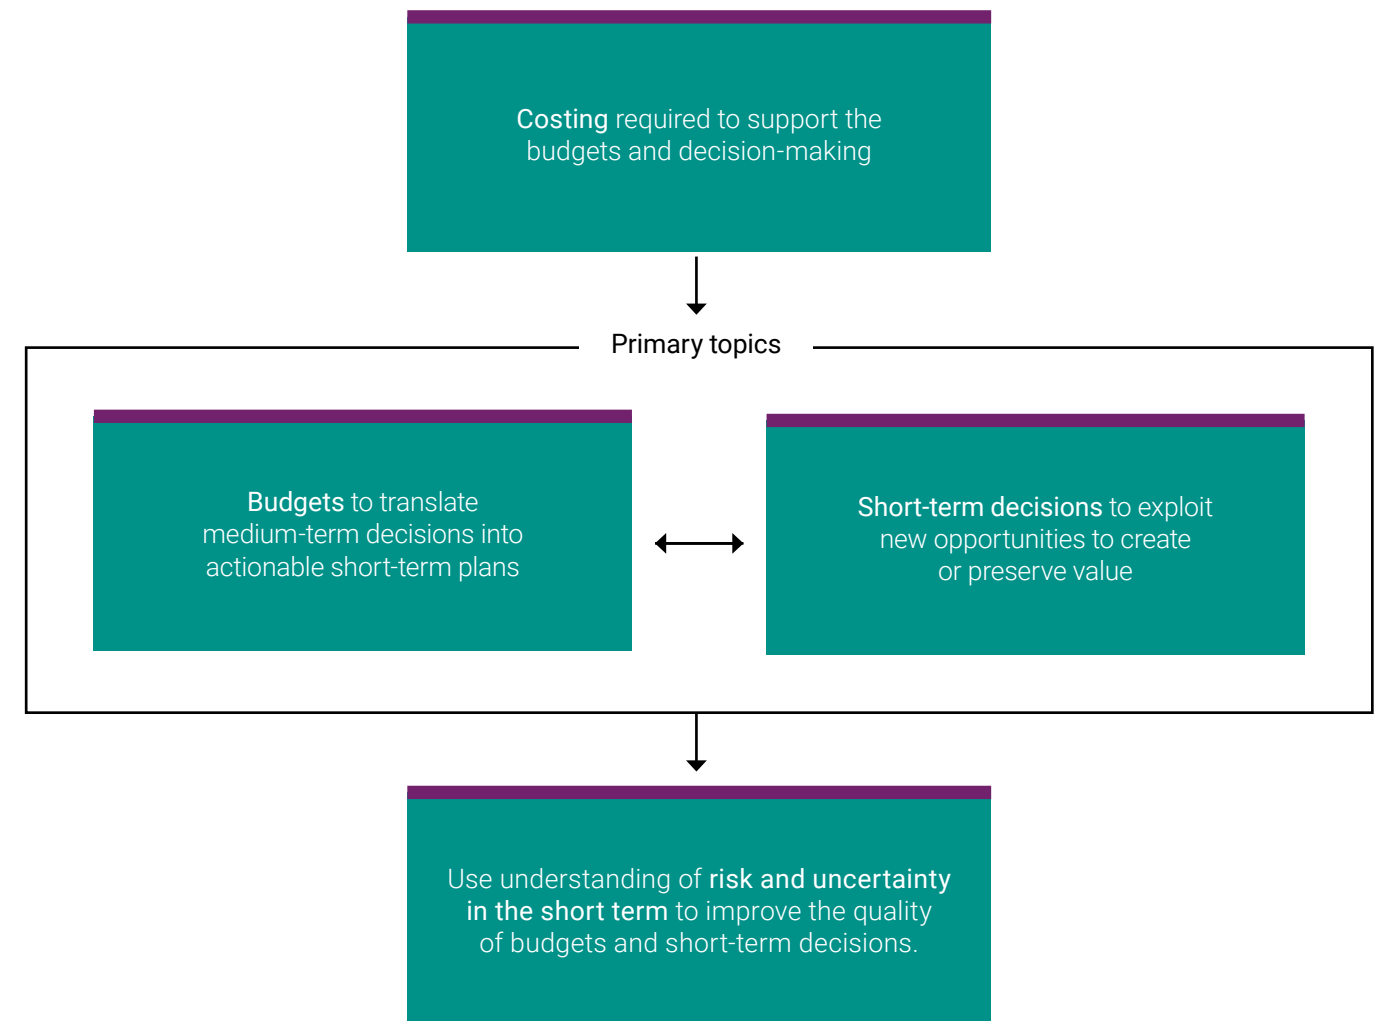 Costing required to support the
budgets and decision-making
Primary topics
Budgets to translate
medium-term decisions into
actionable short-term plans
Short-term decisions to exploit
new opportunities to create
or preserve value
Use understanding of risk and uncertainty
in the short term to improve the quality
of budgets and short-term decisions.